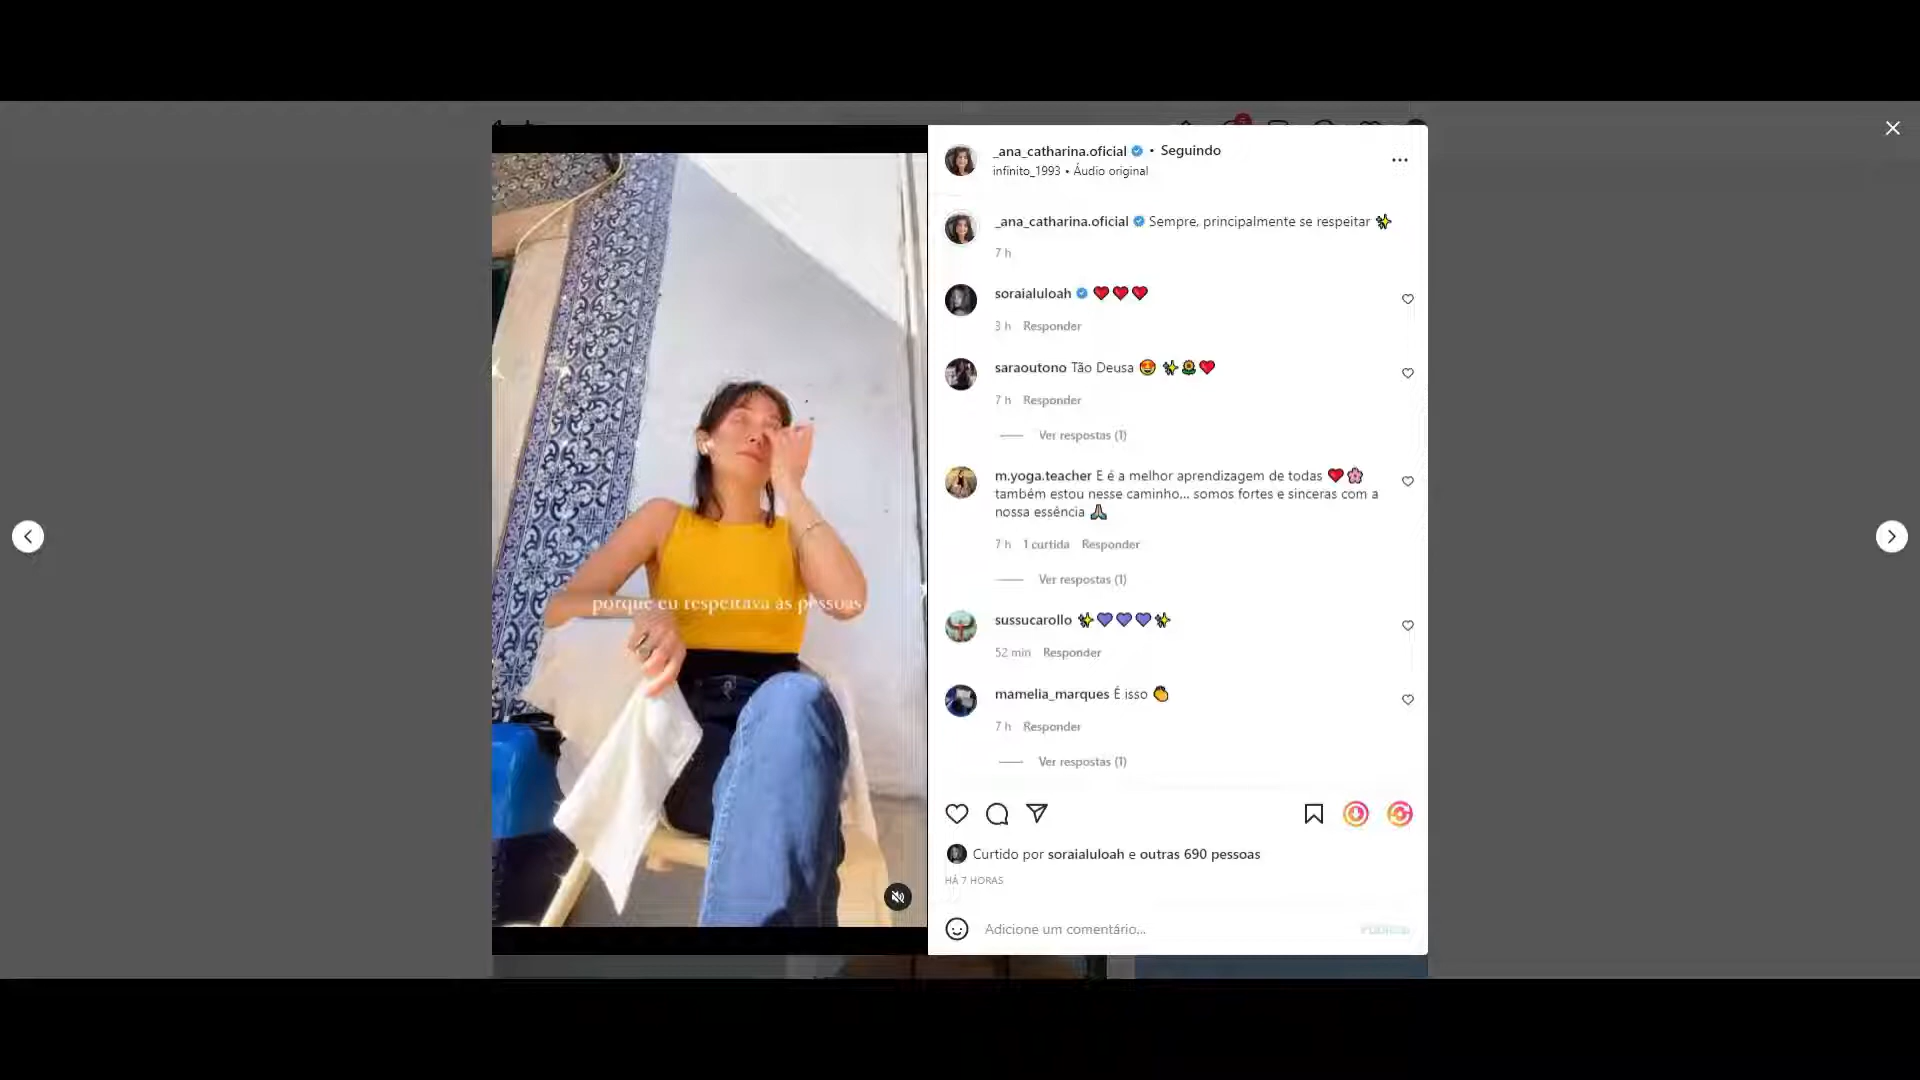 _ana_catharina.oficial • Seguindo
infinito_1993 • Áudio original
_ana_catharina.oficial Sempre, principalmente se respeitar ✨
7 h
soraialuloah ❤️❤️❤️
3 h Responder
saraoutono Tão Deusa 🤩 ✨🌻❤️
7 h Responder
Ver respostas (1)
m.yoga.teacher E é a melhor aprendizagem de todas ❤️🌸
também estou nesse caminho... somos fortes e sinceras com a
nossa essência 🙏🏽
7 h 1 curtida Responder
Ver respostas (1)
sussucarollo ✨💜💜💜✨
52 min Responder
mamelia_marques É isso 👏
7 h Responder
Ver respostas (1)
Curtido por soraialuloah e outras 690 pessoas
HÁ 7 HORAS
Adicione um comentário...
Publicar
porque eu respeitava as pessoas